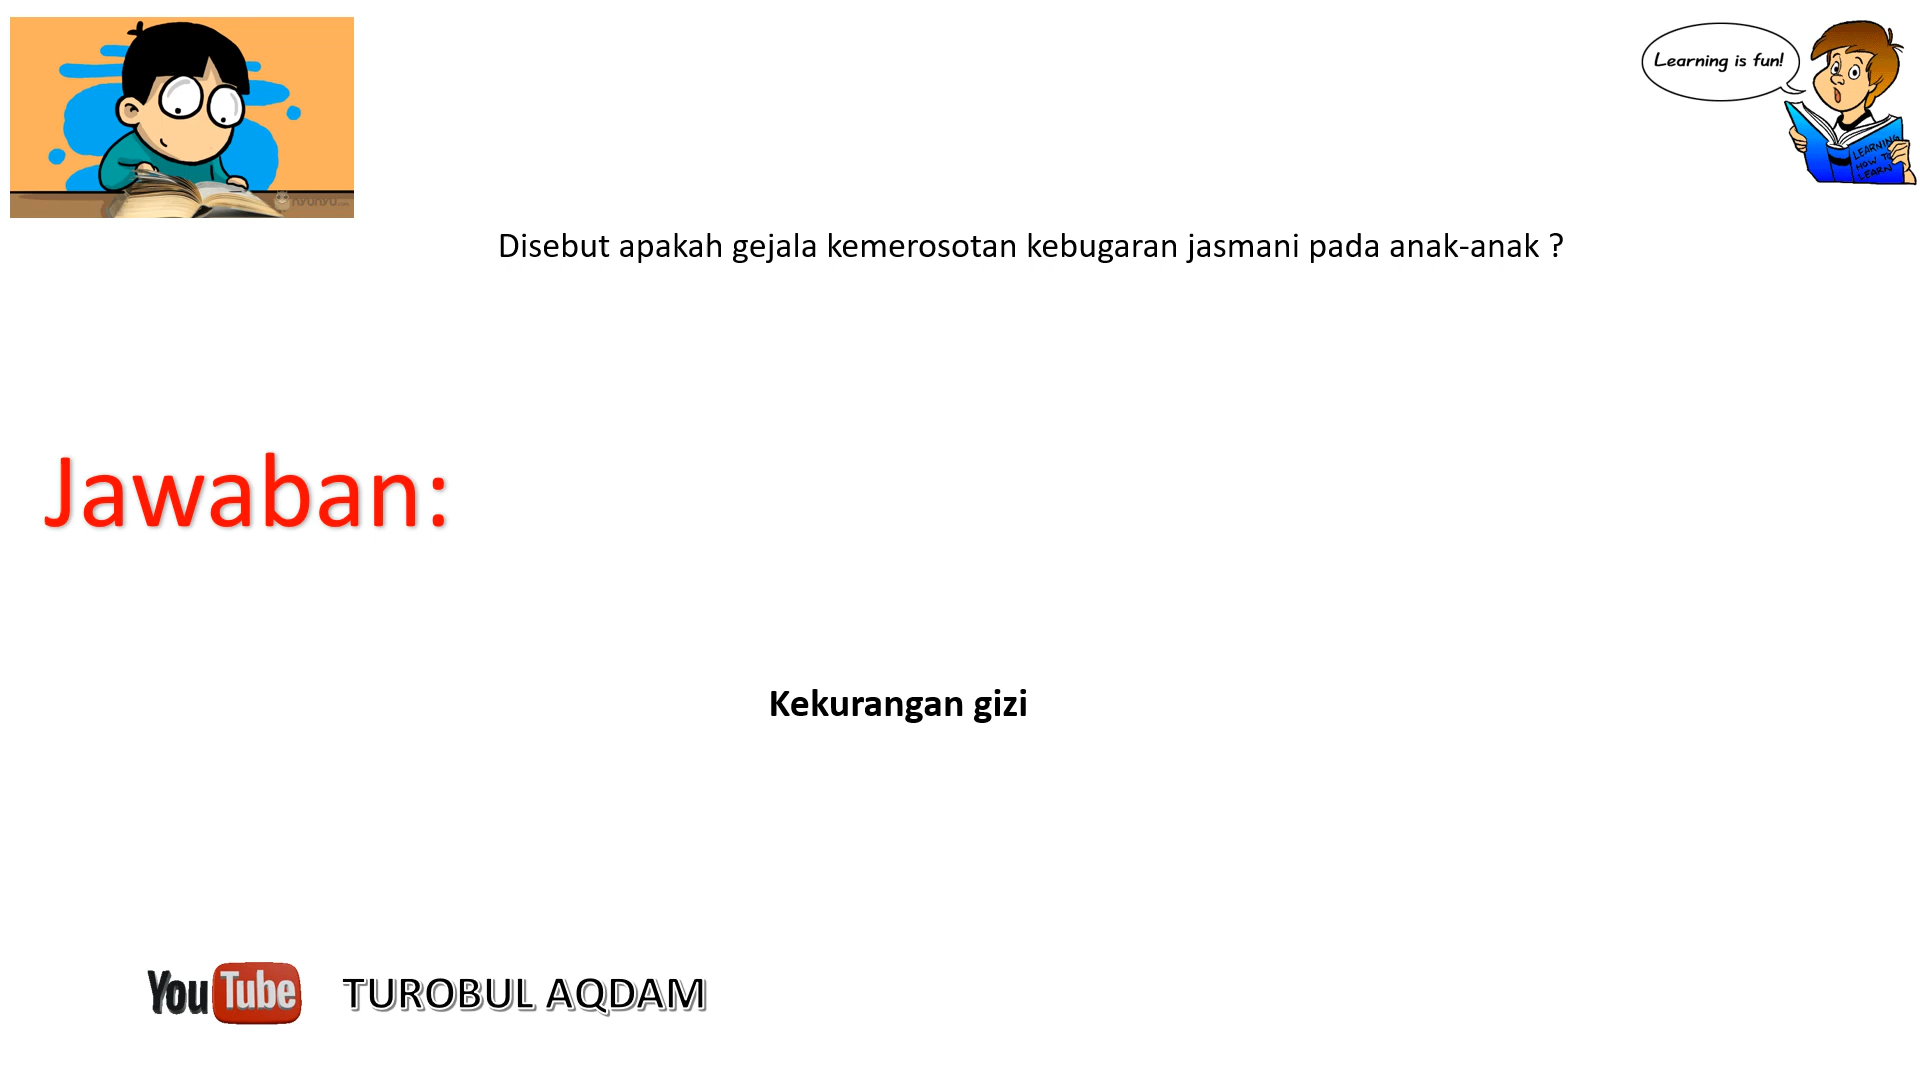 Learning is fun!
LEARNING
HOW TO
LEARN
Disebut apakah gejala kemerosotan kebugaran jasmani pada anak-anak ?
Jawaban:
Kekurangan gizi
YouTube
TUROBUL AQDAM